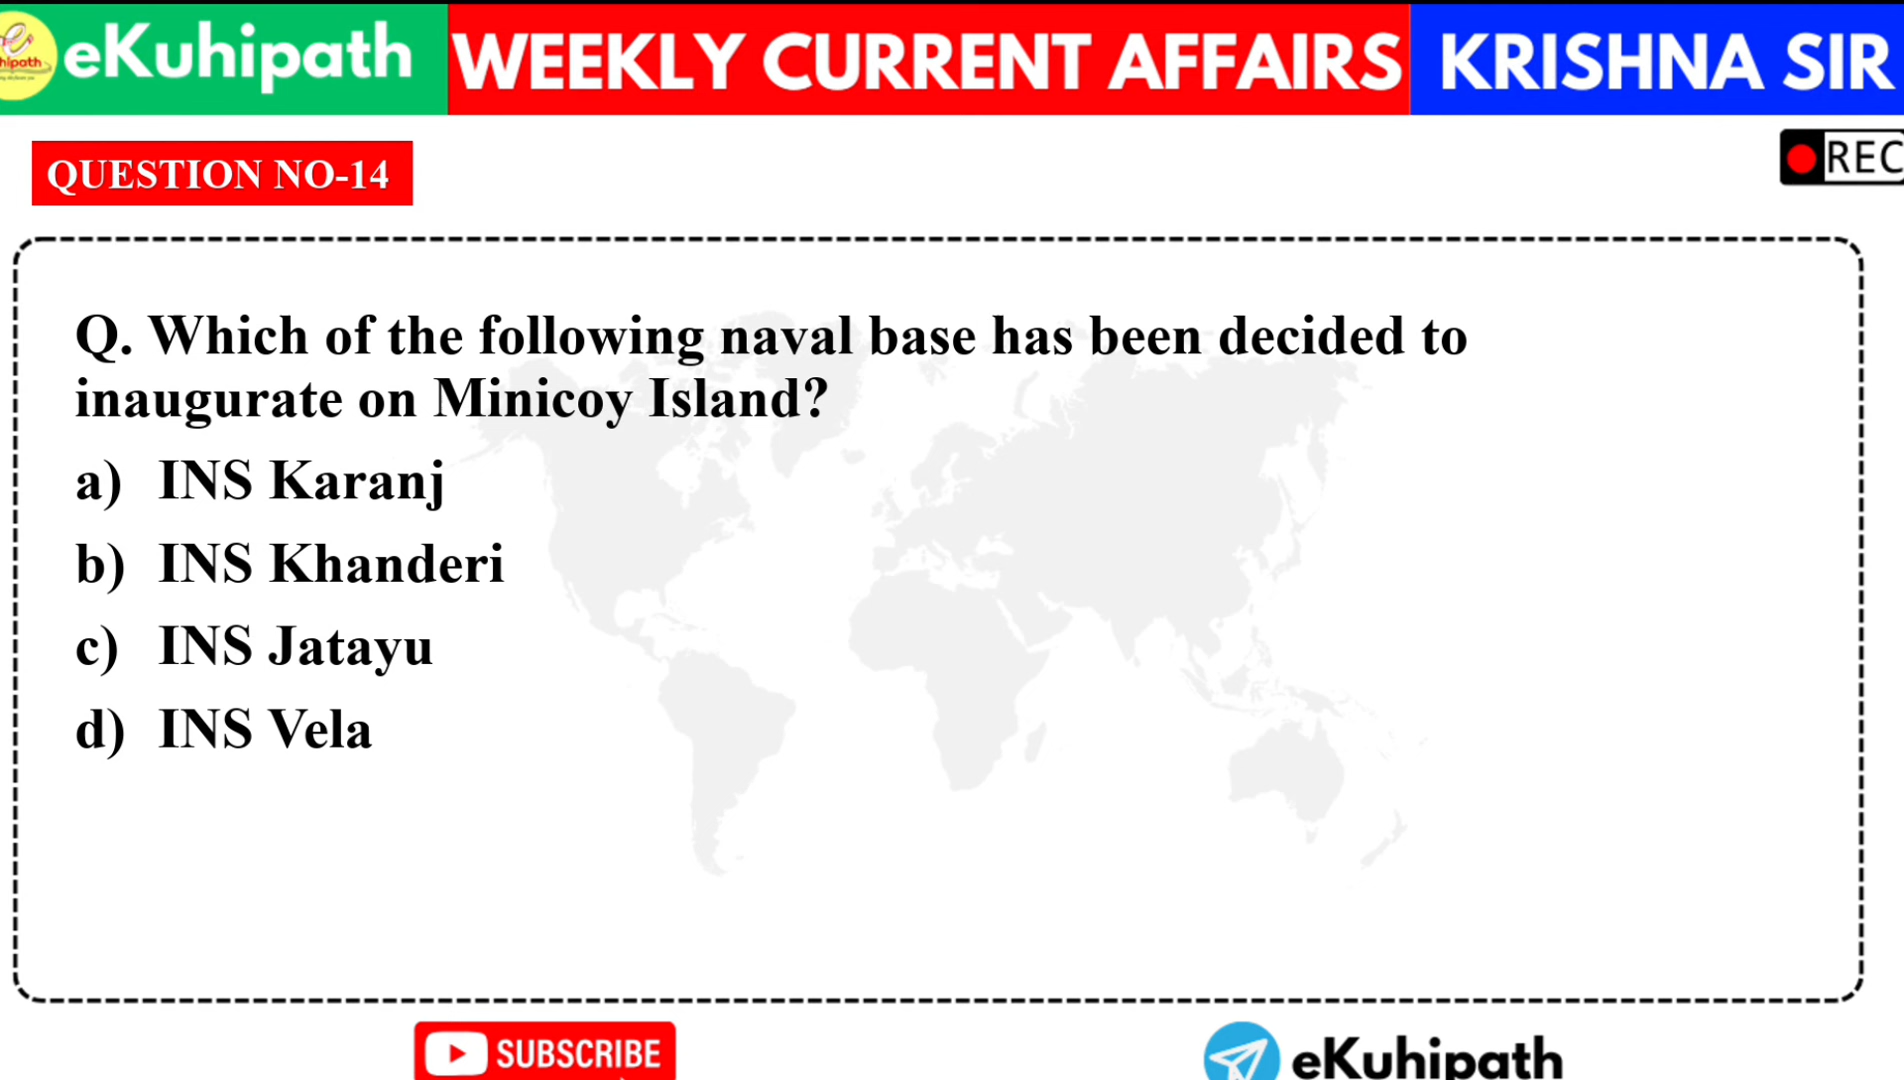 hipath
eKuhipath
WEEKLY CURRENT AFFAIRS
KRISHNA SIR
QUESTION NO-14
REC
Q. Which of the following naval base has been decided to
inaugurate on Minicoy Island?
a) INS Karanj
b) INS Khanderi
c) INS Jatayu
d) INS Vela
SUBSCRIBE
eKuhipath